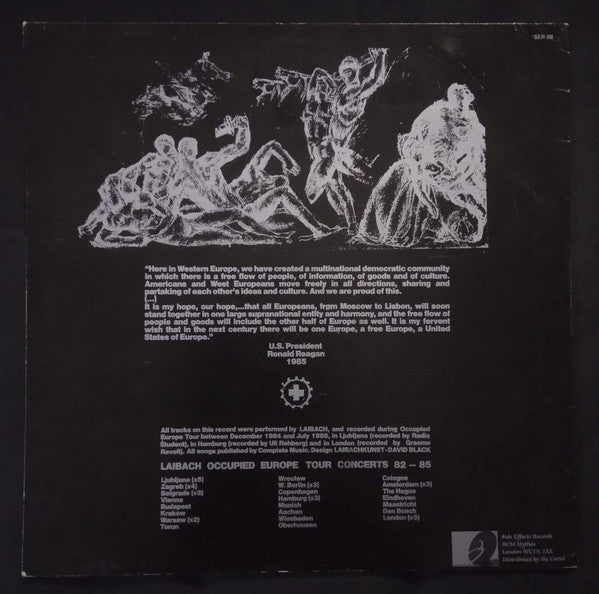 'SER 08
"Here in Western Europe, we have created a multinational democratic community
in which there is a free flow of people, of information, of goods and of culture.
Americans and West Europeans move freely in all directions, sharing and
partaking of each other's ideas and culture. And we are proud of this.
(...)
It is my hope, our hope,...that all Europeans, from Moscow to Lisbon, will soon
stand together in one large supranational entity and harmony, and the free flow of
people and goods will include the other half of Europe as well. It is my fervent
wish that in the next century there will be one Europe, a free Europe, a United
States of Europe."
U.S. President
Ronald Reagan
1985
All tracks on this record were performed by LAIBACH, and recorded during Occupied
Europe Tour between December 1984 and July 1985, in Ljubljana (recorded by Radio
Študent), in Hamburg (recorded by Uli Rehberg) and in London (recorded by Graeme
Revell). All songs published by Complete Music. Design LAIBACHKUNST-DAVID BLACK
LAIBACH OCCUPIED EUROPE TOUR CONCERTS 82 – 85
Ljubljana (x5)
Zagreb (x4)
Belgrade (x3)
Vienna
Budapest
Krakow
Warsaw (x2)
Torun
Wroclaw
W. Berlin (x3)
Copenhagen
Hamburg (x3)
Munich
Aachen
Wiesbaden
Oberhausen
Cologne
Amsterdam (x3)
The Hague
Eindhoven
Maastricht
Den Bosch
London (x3)
Side Effects Records
BCM Mythos
London WC1N 3XX
Distributed by the Cartel